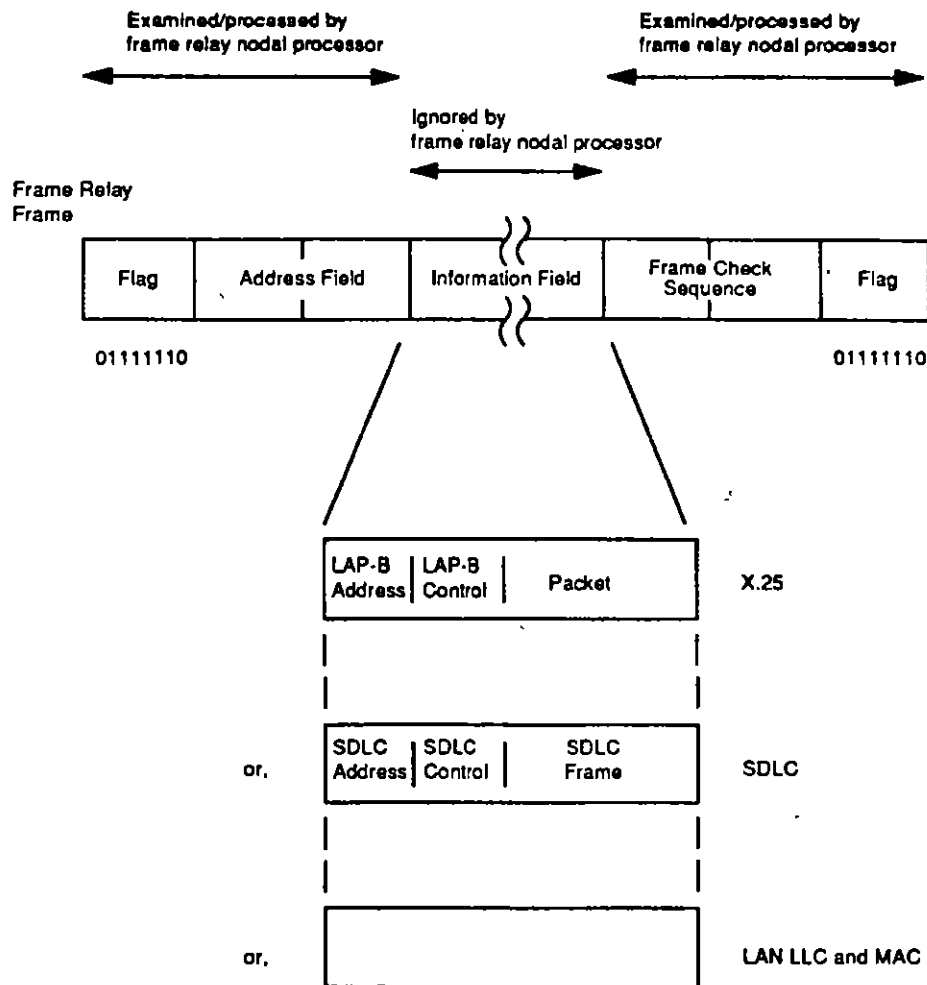 Examined/processed by
frame relay nodal processor
Examined/processed by
frame relay nodal processor
Ignored by
frame relay nodal processor
Frame Relay
Frame
Flag
Address Field
Information Field
Frame Check
Sequence
Flag
01111110
01111110
LAP-B
Address
LAP-B
Control
Packet
X.25
or,
SDLC
Address
SDLC
Control
SDLC
Frame
SDLC
or,
LAN LLC and MAC